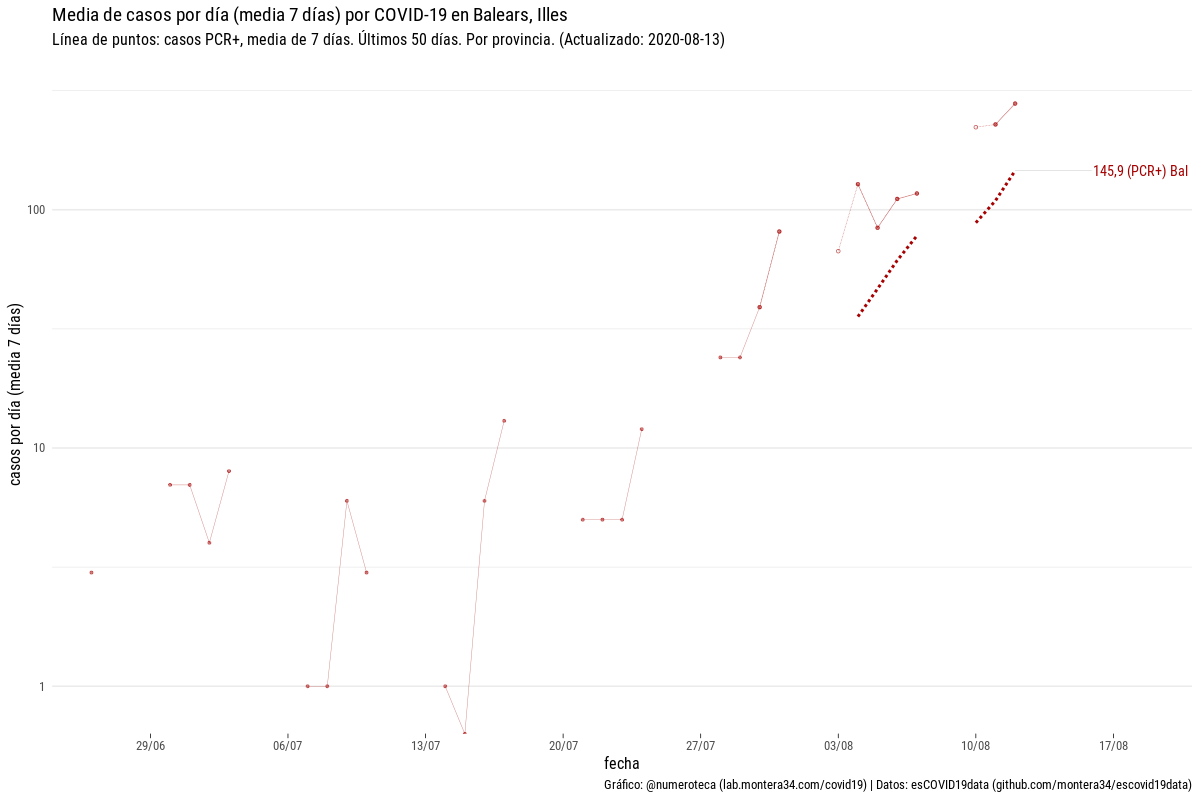 Media de casos por día (media 7 días) por COVID-19 en Balears, Illes
Línea de puntos: casos PCR+, media de 7 días. Últimos 50 días. Por provincia. (Actualizado: 2020-08-13)
145,9 (PCR+) Bal
100
10
1
casos por día (media 7 días)
29/06
06/07
13/07
20/07
27/07
03/08
10/08
17/08
fecha
Gráfico: @numeroteca (lab.montera34.com/covid19) | Datos: esCOVID19data (github.com/montera34/escovid19data)